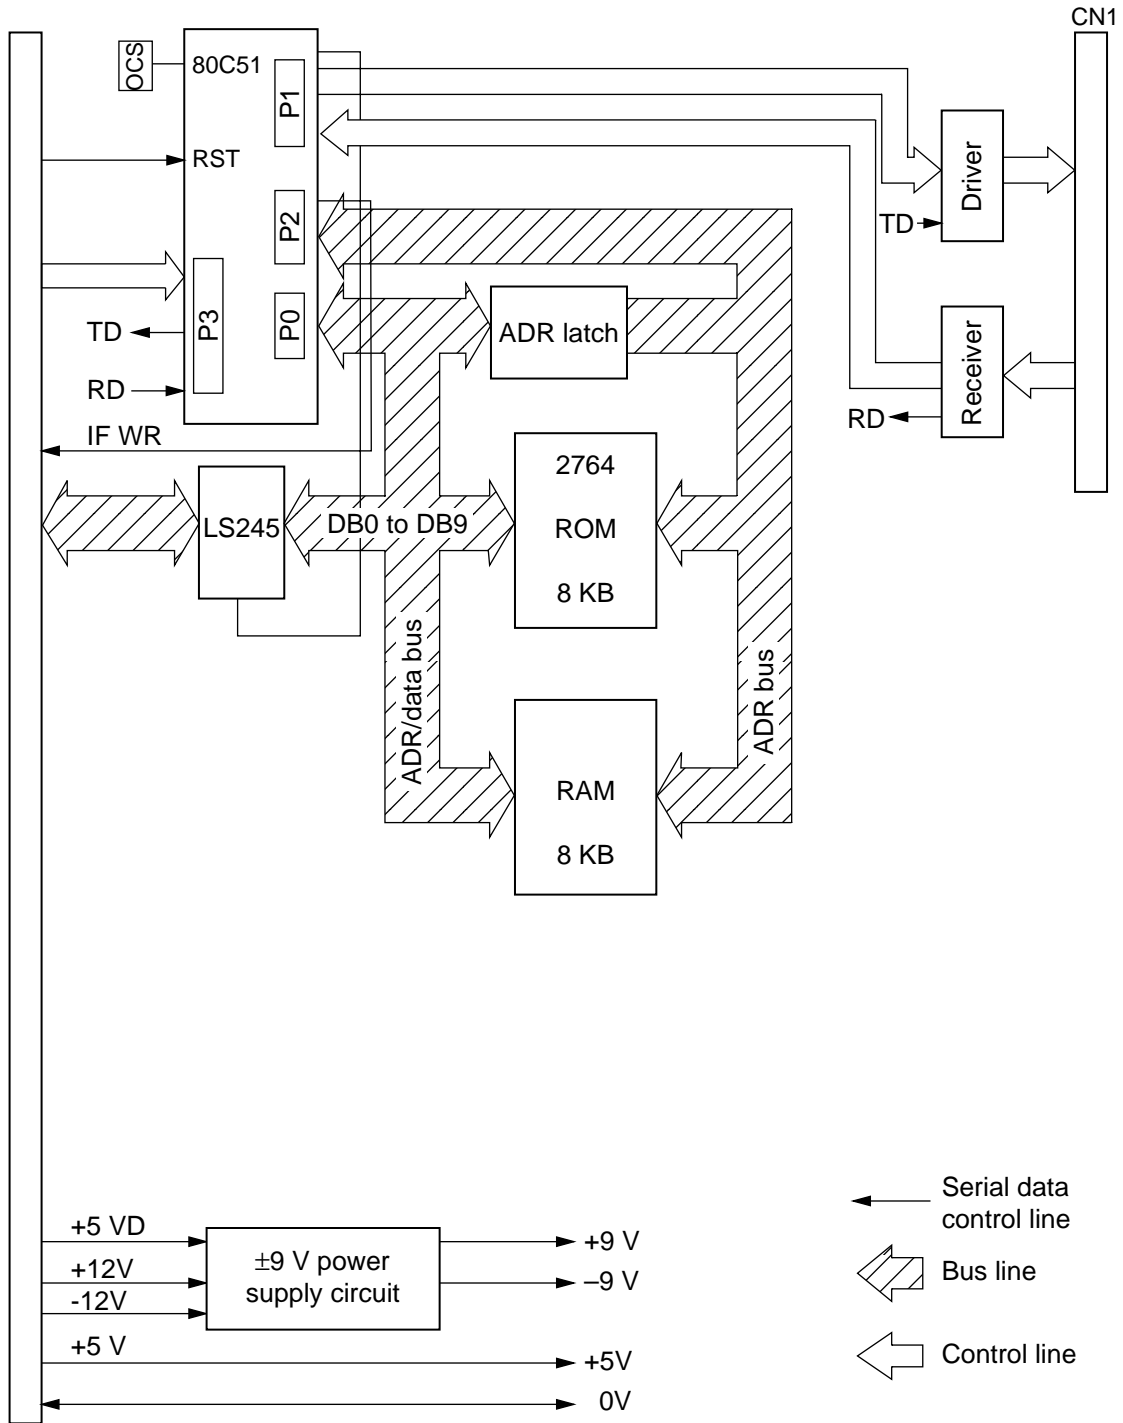 CN1
OCS
80C51
P1
RST
P2
Driver
TD
P3
P0
TD
ADR latch
RD
Receiver
RD
IF WR
2764
LS245
DB0 to DB9
ROM
8 KB
ADR/data bus
ADR bus
RAM
8 KB
Serial data
control line
+5 VD
±9 V power
supply circuit
+9 V
+12V
–9 V
-12V
Bus line
+5 V
+5V
Control line
0V